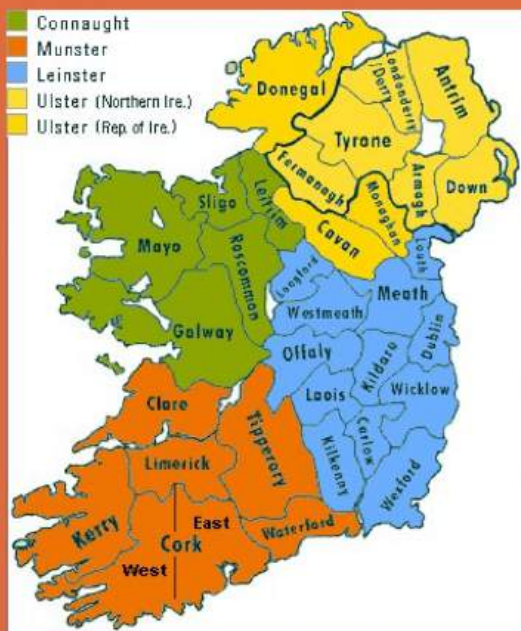 Connaught
Munster
Leinster
Ulster (Northern Ire.)
Ulster (Rep. of Ire.)
Donegal
Londonderry
/Derry
Antrim
Tyrone
Fermanagh
Armagh
Down
Monaghan
Cavan
Sligo
Leitrim
Mayo
Roscommon
Galway
Longford
Louth
Meath
Westmeath
Dublin
Offaly
Kildare
Laois
Wicklow
Carlow
Kilkenny
Wexford
Clare
Tipperary
Limerick
Kerry
East
Cork
West
Waterford